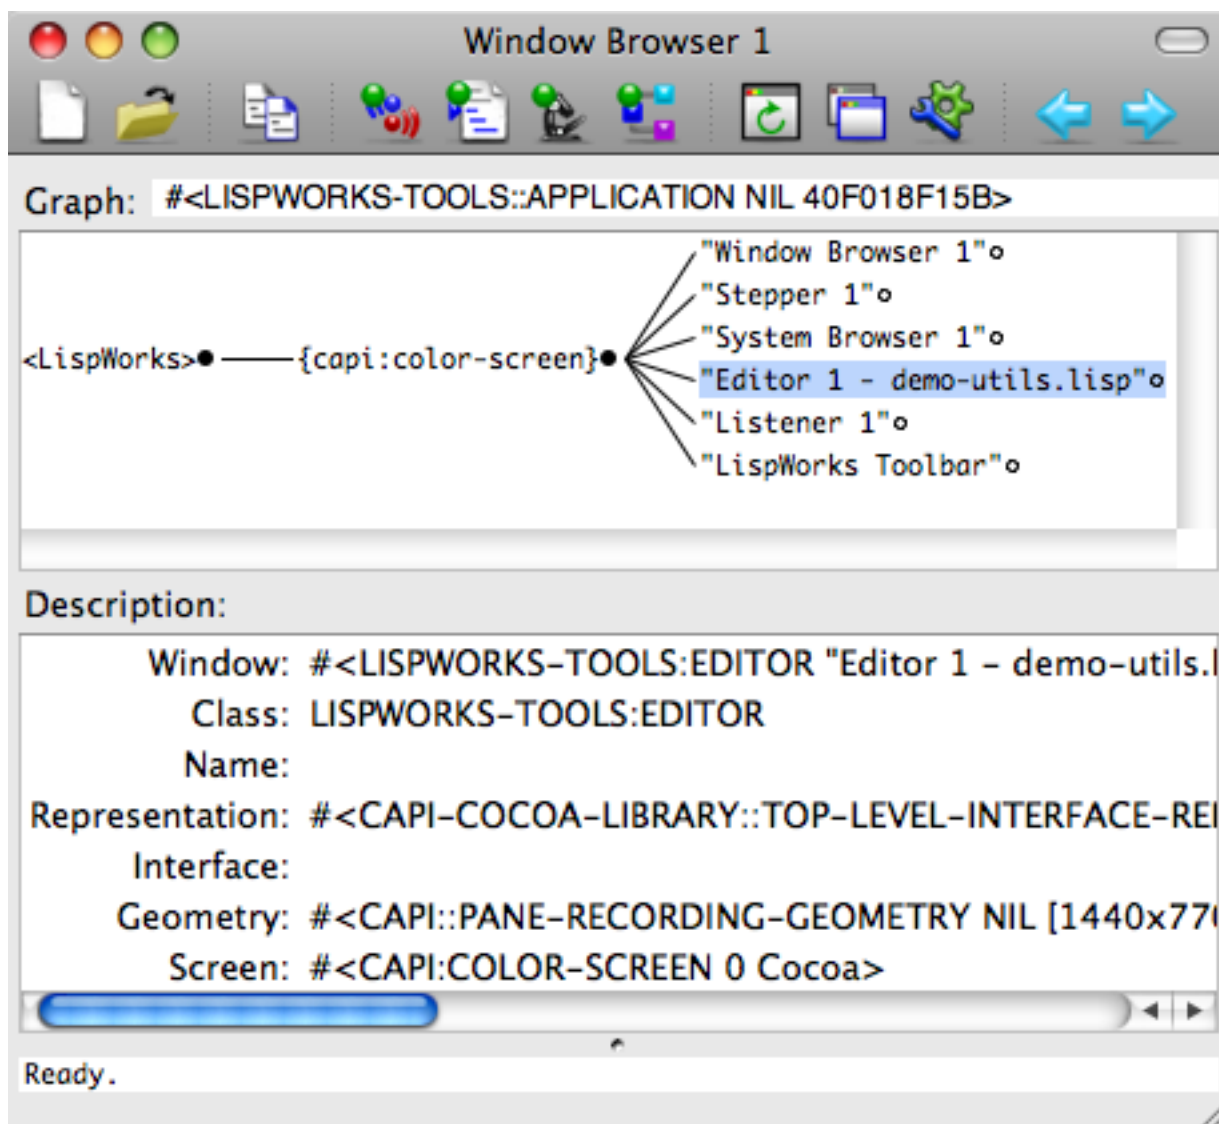 Window Browser 1
Graph: #<LISPWORKS-TOOLS::APPLICATION NIL 40F018F15B>
"Window Browser 1"
"Stepper 1"
"System Browser 1"
<LispWorks> {capi:color-screen}
"Editor 1 - demo-utils.lisp"
"Listener 1"
"LispWorks Toolbar"
Description:
Window: #<LISPWORKS-TOOLS:EDITOR "Editor 1 - demo-utils.l
Class: LISPWORKS-TOOLS:EDITOR
Name:
Representation: #<CAPI-COCOA-LIBRARY::TOP-LEVEL-INTERFACE-RE
Interface:
Geometry: #<CAPI::PANE-RECORDING-GEOMETRY NIL [1440x77
Screen: #<CAPI:COLOR-SCREEN 0 Cocoa>
Ready.